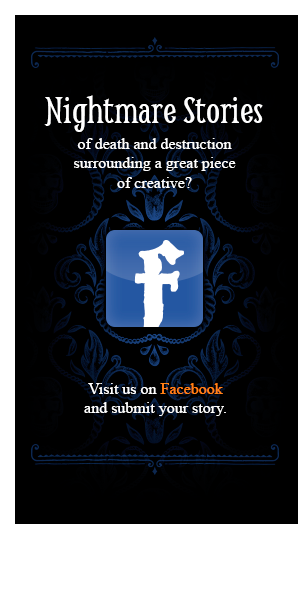 Nightmare Stories
of death and destruction
surrounding a great piece
of creative?
f
Visit us on Facebook
and submit your story.